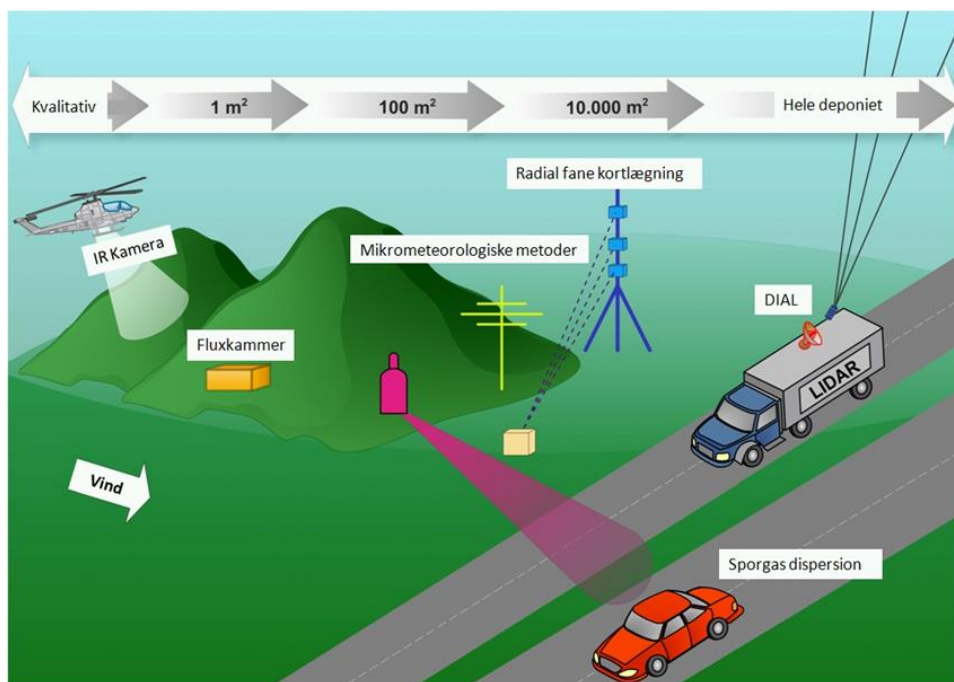 Kvalitativ
1 m²
100 m²
10.000 m²
Hele deponiet
Radial fane kortlægning
IR Kamera
Mikrometeorologiske metoder
DIAL
Fluxkammer
LIDAR
Vind
Sporgas dispersion